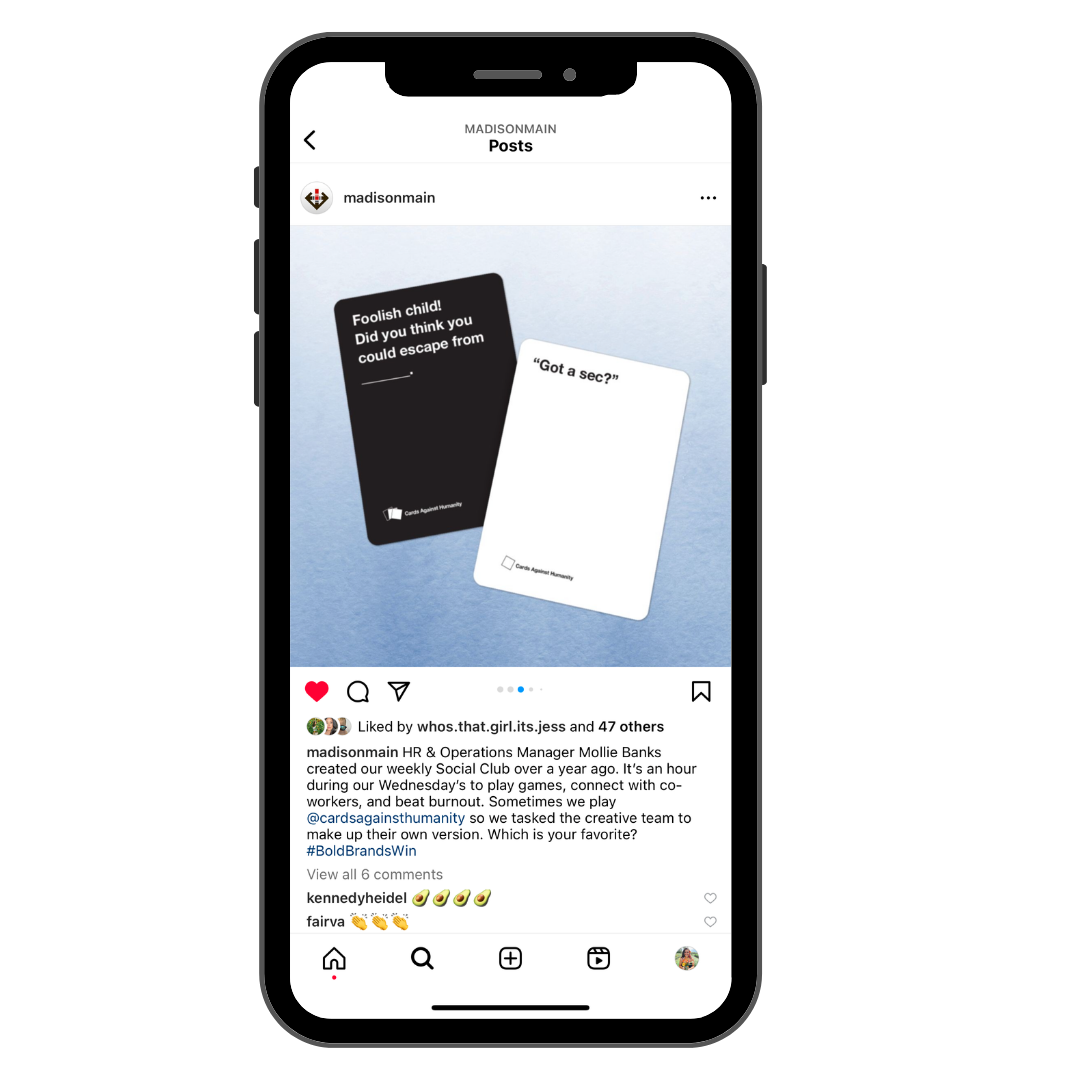 MADISONMAIN
Posts
madisonmain
Foolish child!
Did you think you
could escape from
______.
Cards Against Humanity
“Got a sec?”
Cards Against Humanity
Liked by whos.that.girl.its.jess and 47 others
madisonmain HR & Operations Manager Mollie Banks
created our weekly Social Club over a year ago. It’s an hour
during our Wednesday’s to play games, connect with co-
workers, and beat burnout. Sometimes we play
@cardsagainsthumanity so we tasked the creative team to
make up their own version. Which is your favorite?
#BoldBrandsWin
View all 6 comments
kennedyheidel 🥑🥑🥑🥑
fairva 👏👏👏